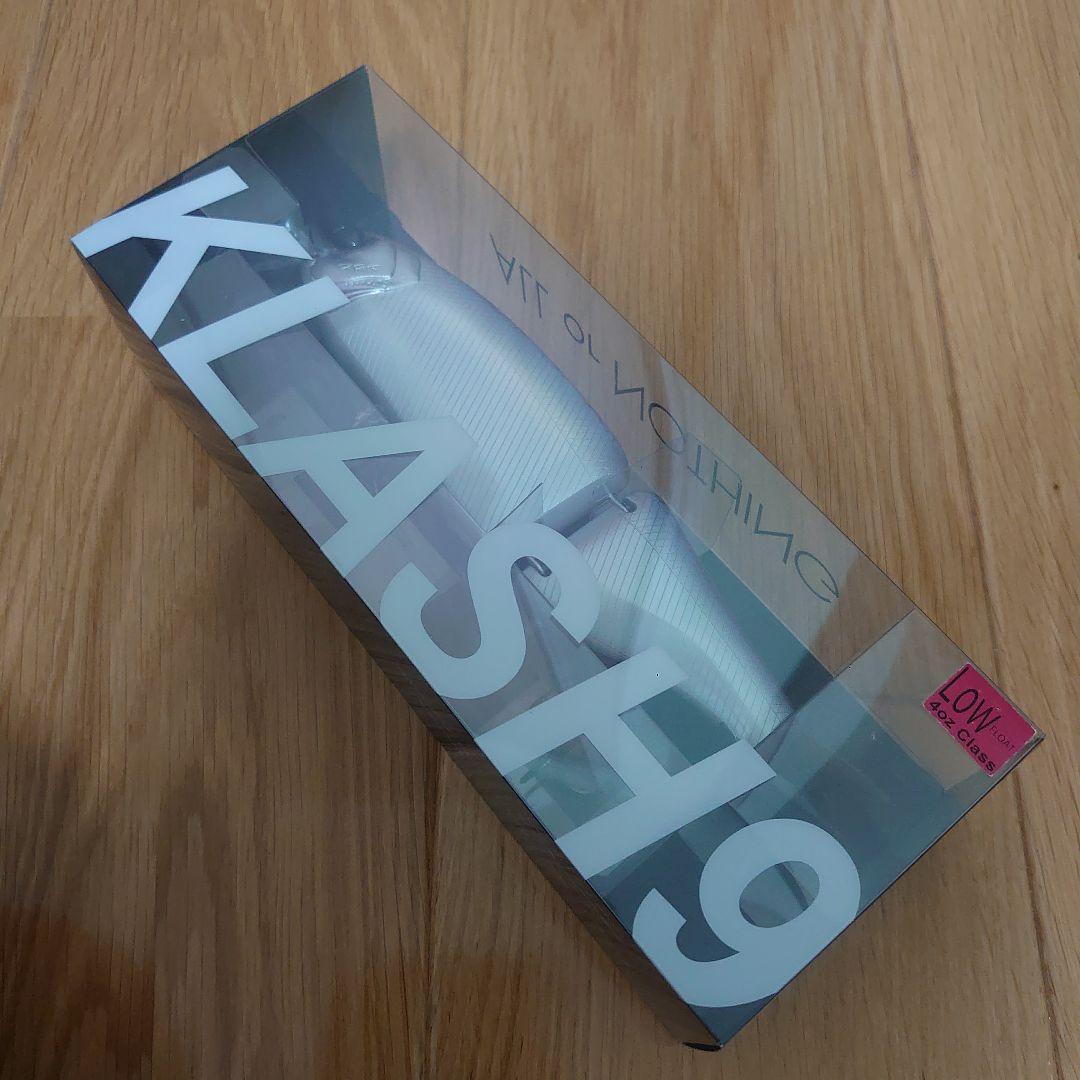 KLASH9
ALL or NOTHING
LOW FLOAT
4oz Class